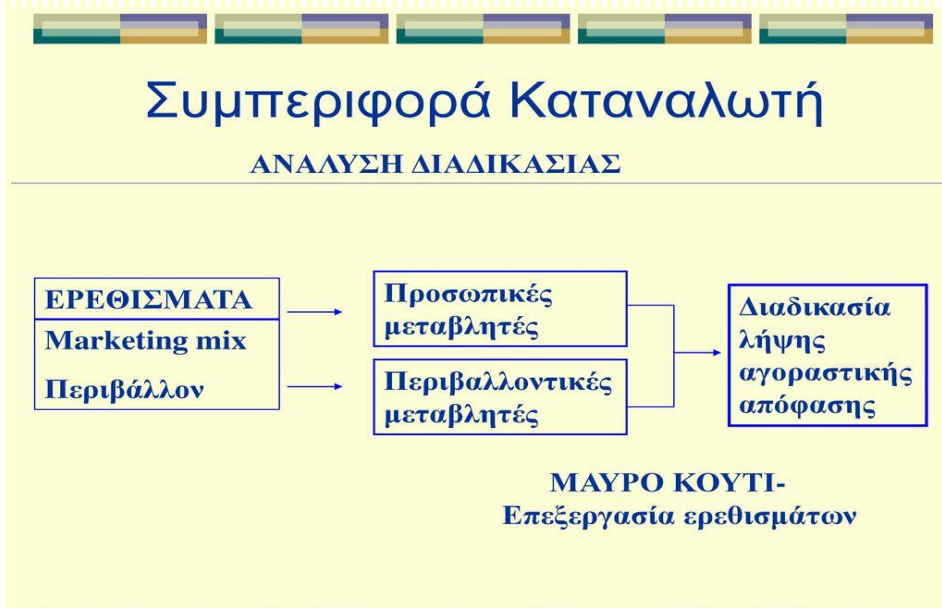 Συμπεριφορά Καταναλωτή
ΑΝΑΛΥΣΗ ΔΙΑΔΙΚΑΣΙΑΣ
ΕΡΕΘΙΣΜΑΤΑ
Marketing mix
Περιβάλλον
Προσωπικές
μεταβλητές
Περιβαλλοντικές
μεταβλητές
Διαδικασία
λήψης
αγοραστικής
απόφασης
ΜΑΥΡΟ ΚΟΥΤΙ-
Επεξεργασία ερεθισμάτων